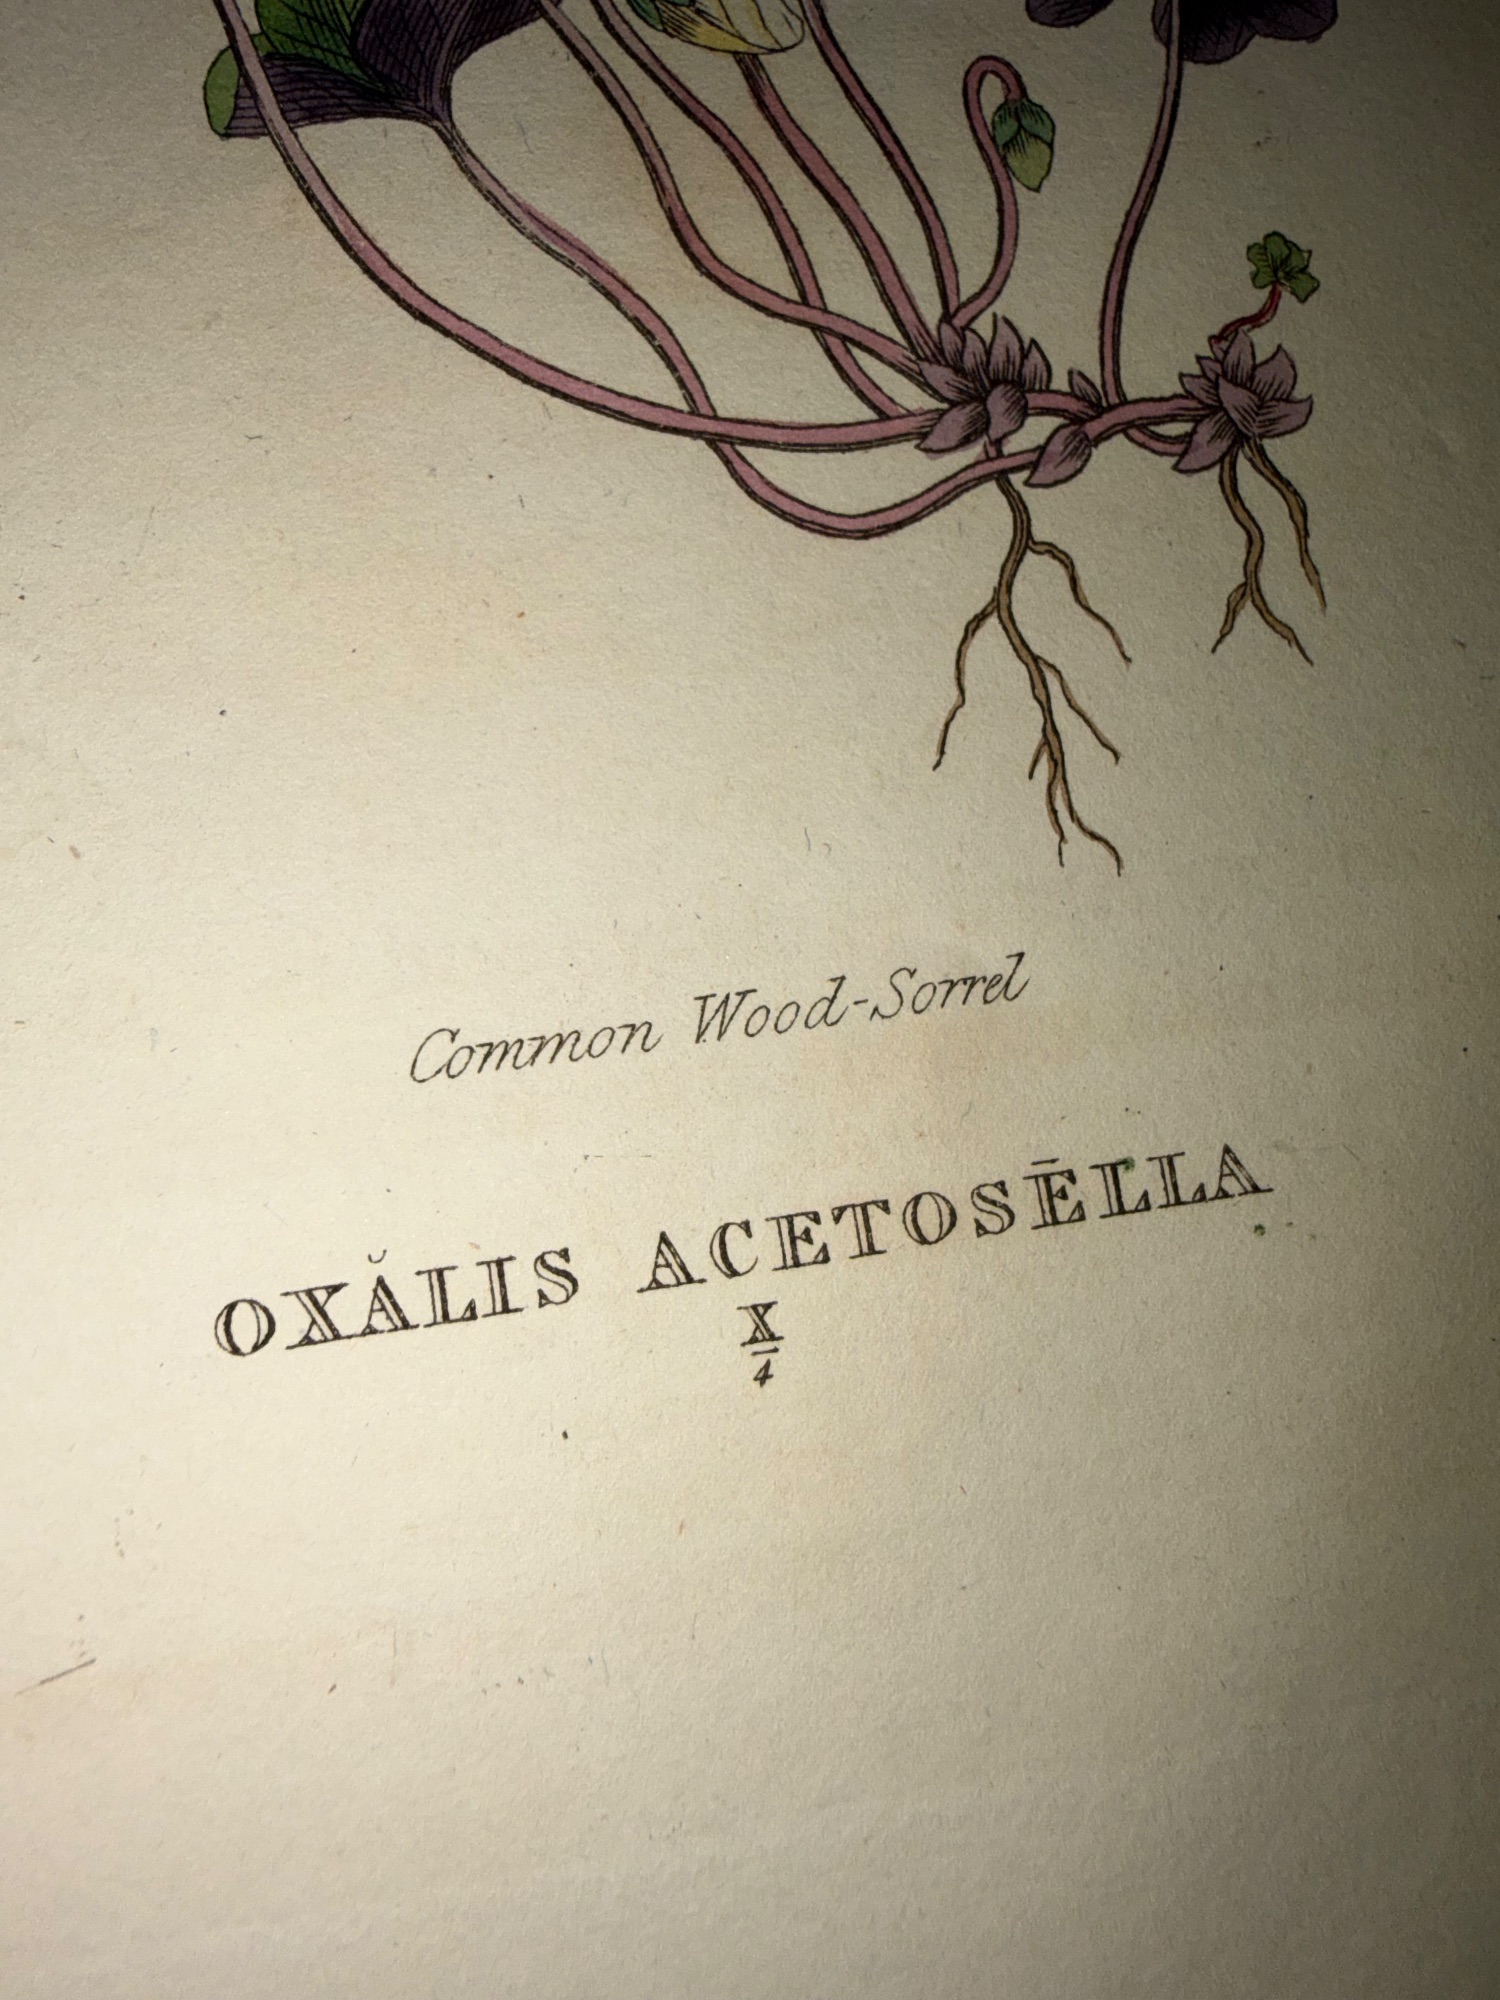 Common Wood-Sorrel
OXĂLIS ACETOSĒLLA
X
4